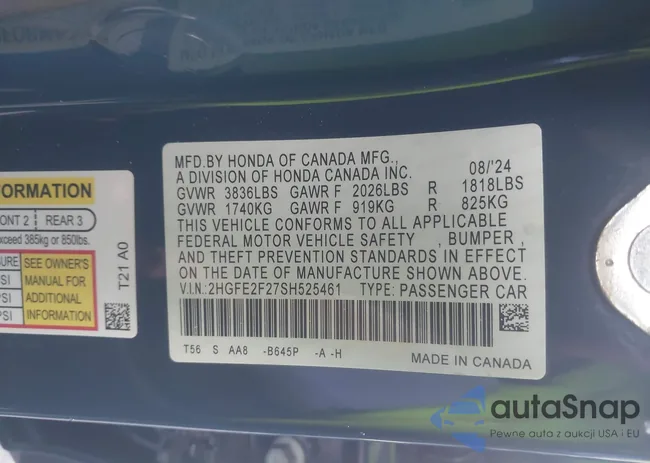 MFD.BY HONDA OF CANADA MFG.,
A DIVISION OF HONDA CANADA INC. 08/'24
GVWR 3836LBS GAWR F 2026LBS R 1818LBS
GVWR 1740KG GAWR F 919KG R 825KG
THIS VEHICLE CONFORMS TO ALL APPLICABLE
FEDERAL MOTOR VEHICLE SAFETY , BUMPER ,
AND THEFT PREVENTION STANDARDS IN EFFECT
ON THE DATE OF MANUFACTURE SHOWN ABOVE.
V.I.N.:2HGFE2F27SH525461 TYPE: PASSENGER CAR
T56 S AA8 -B645P -A -H
MADE IN CANADA
FORMATION
ONT 2 REAR 3
xceed 385kg or 850lbs.
SURE
PSI
PSI
SEE OWNER'S
MANUAL FOR
ADDITIONAL
INFORMATION
T21 A0
autaSnap
Pewne auta z aukcji USA i EU